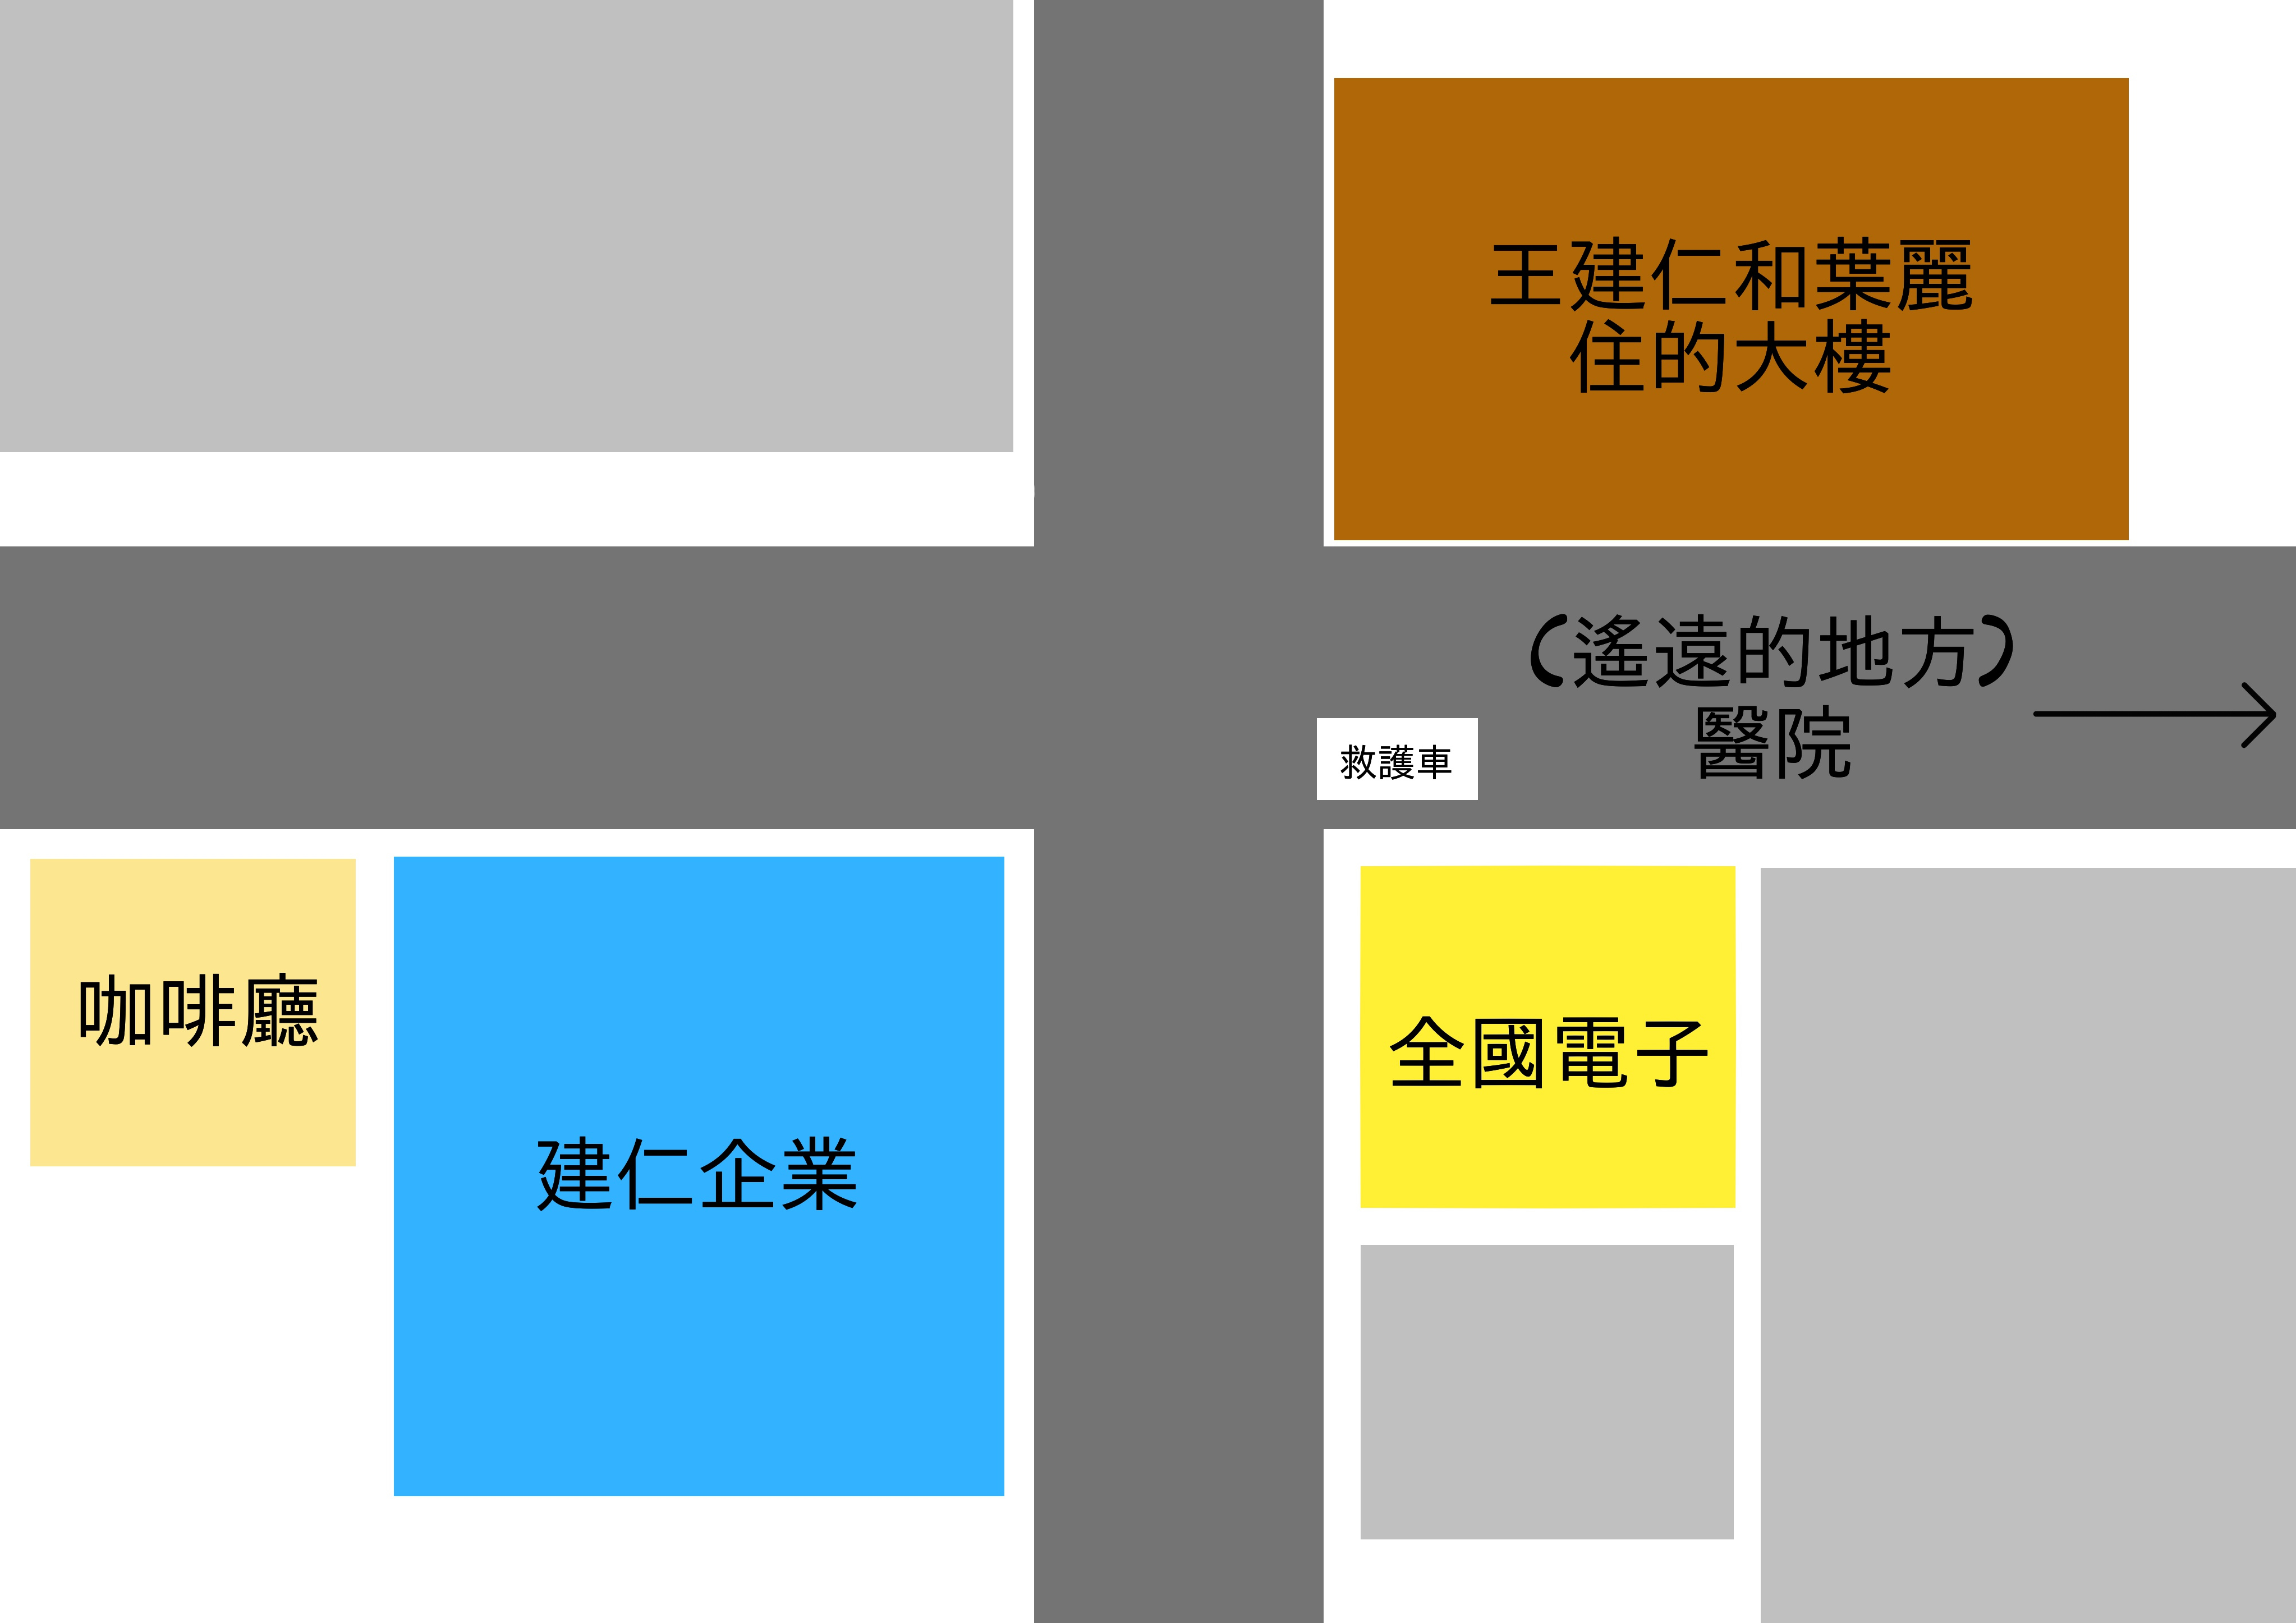 王建仁和葉麗
住的大樓
(遙遠的地方)
醫院
救護車
咖啡廳
建仁企業
全國電子